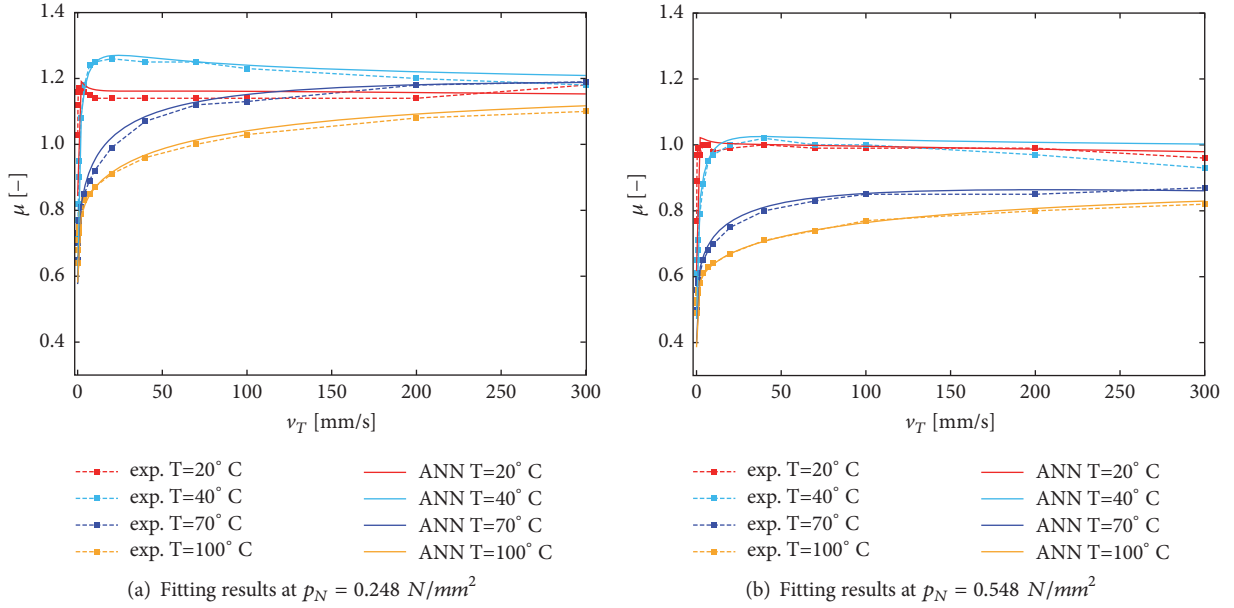 1.4
1.2
1.0
0.8
0.6
0.4
μ [−]
0 50 100 150 200 250 300
v_T [mm/s]
exp. T=20° C
exp. T=40° C
exp. T=70° C
exp. T=100° C
ANN T=20° C
ANN T=40° C
ANN T=70° C
ANN T=100° C
(a) Fitting results at p_N = 0.248 N/mm²
1.4
1.2
1.0
0.8
0.6
0.4
μ [−]
0 50 100 150 200 250 300
v_T [mm/s]
exp. T=20° C
exp. T=40° C
exp. T=70° C
exp. T=100° C
ANN T=20° C
ANN T=40° C
ANN T=70° C
ANN T=100° C
(b) Fitting results at p_N = 0.548 N/mm²